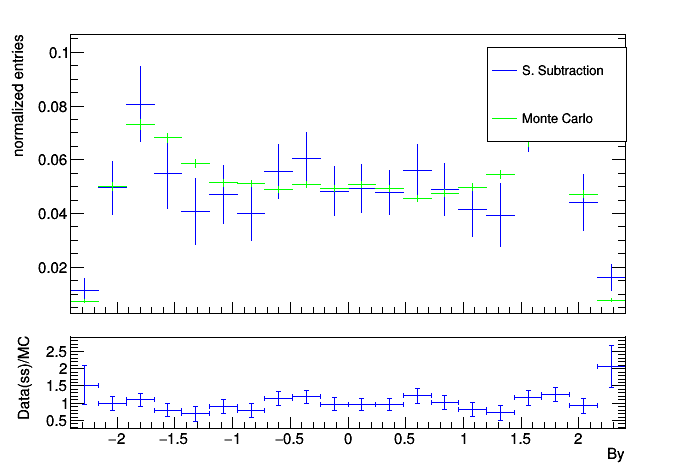 normalized entries
0.1
0.08
0.06
0.04
0.02
S. Subtraction
Monte Carlo
Data(ss)/MC
2.5
2
1.5
1
0.5
−2 −1.5 −1 −0.5 0 0.5 1 1.5 2
By